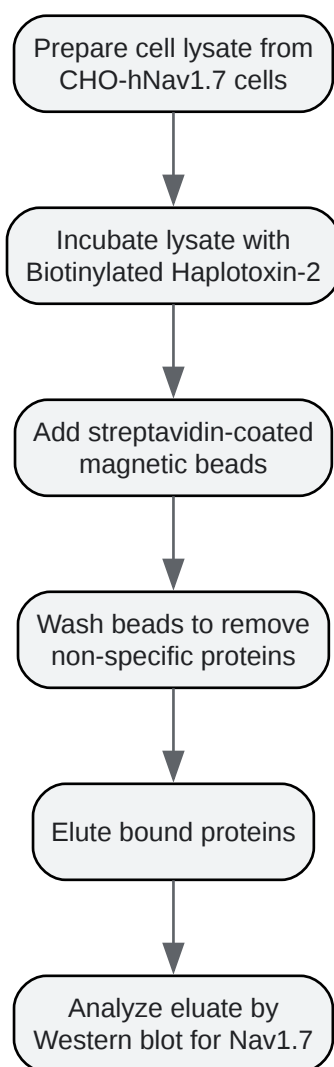 Prepare cell lysate from
CHO-hNav1.7 cells
Incubate lysate with
Biotinylated Haplotoxin-2
Add streptavidin-coated
magnetic beads
Wash beads to remove
non-specific proteins
Elute bound proteins
Analyze eluate by
Western blot for Nav1.7